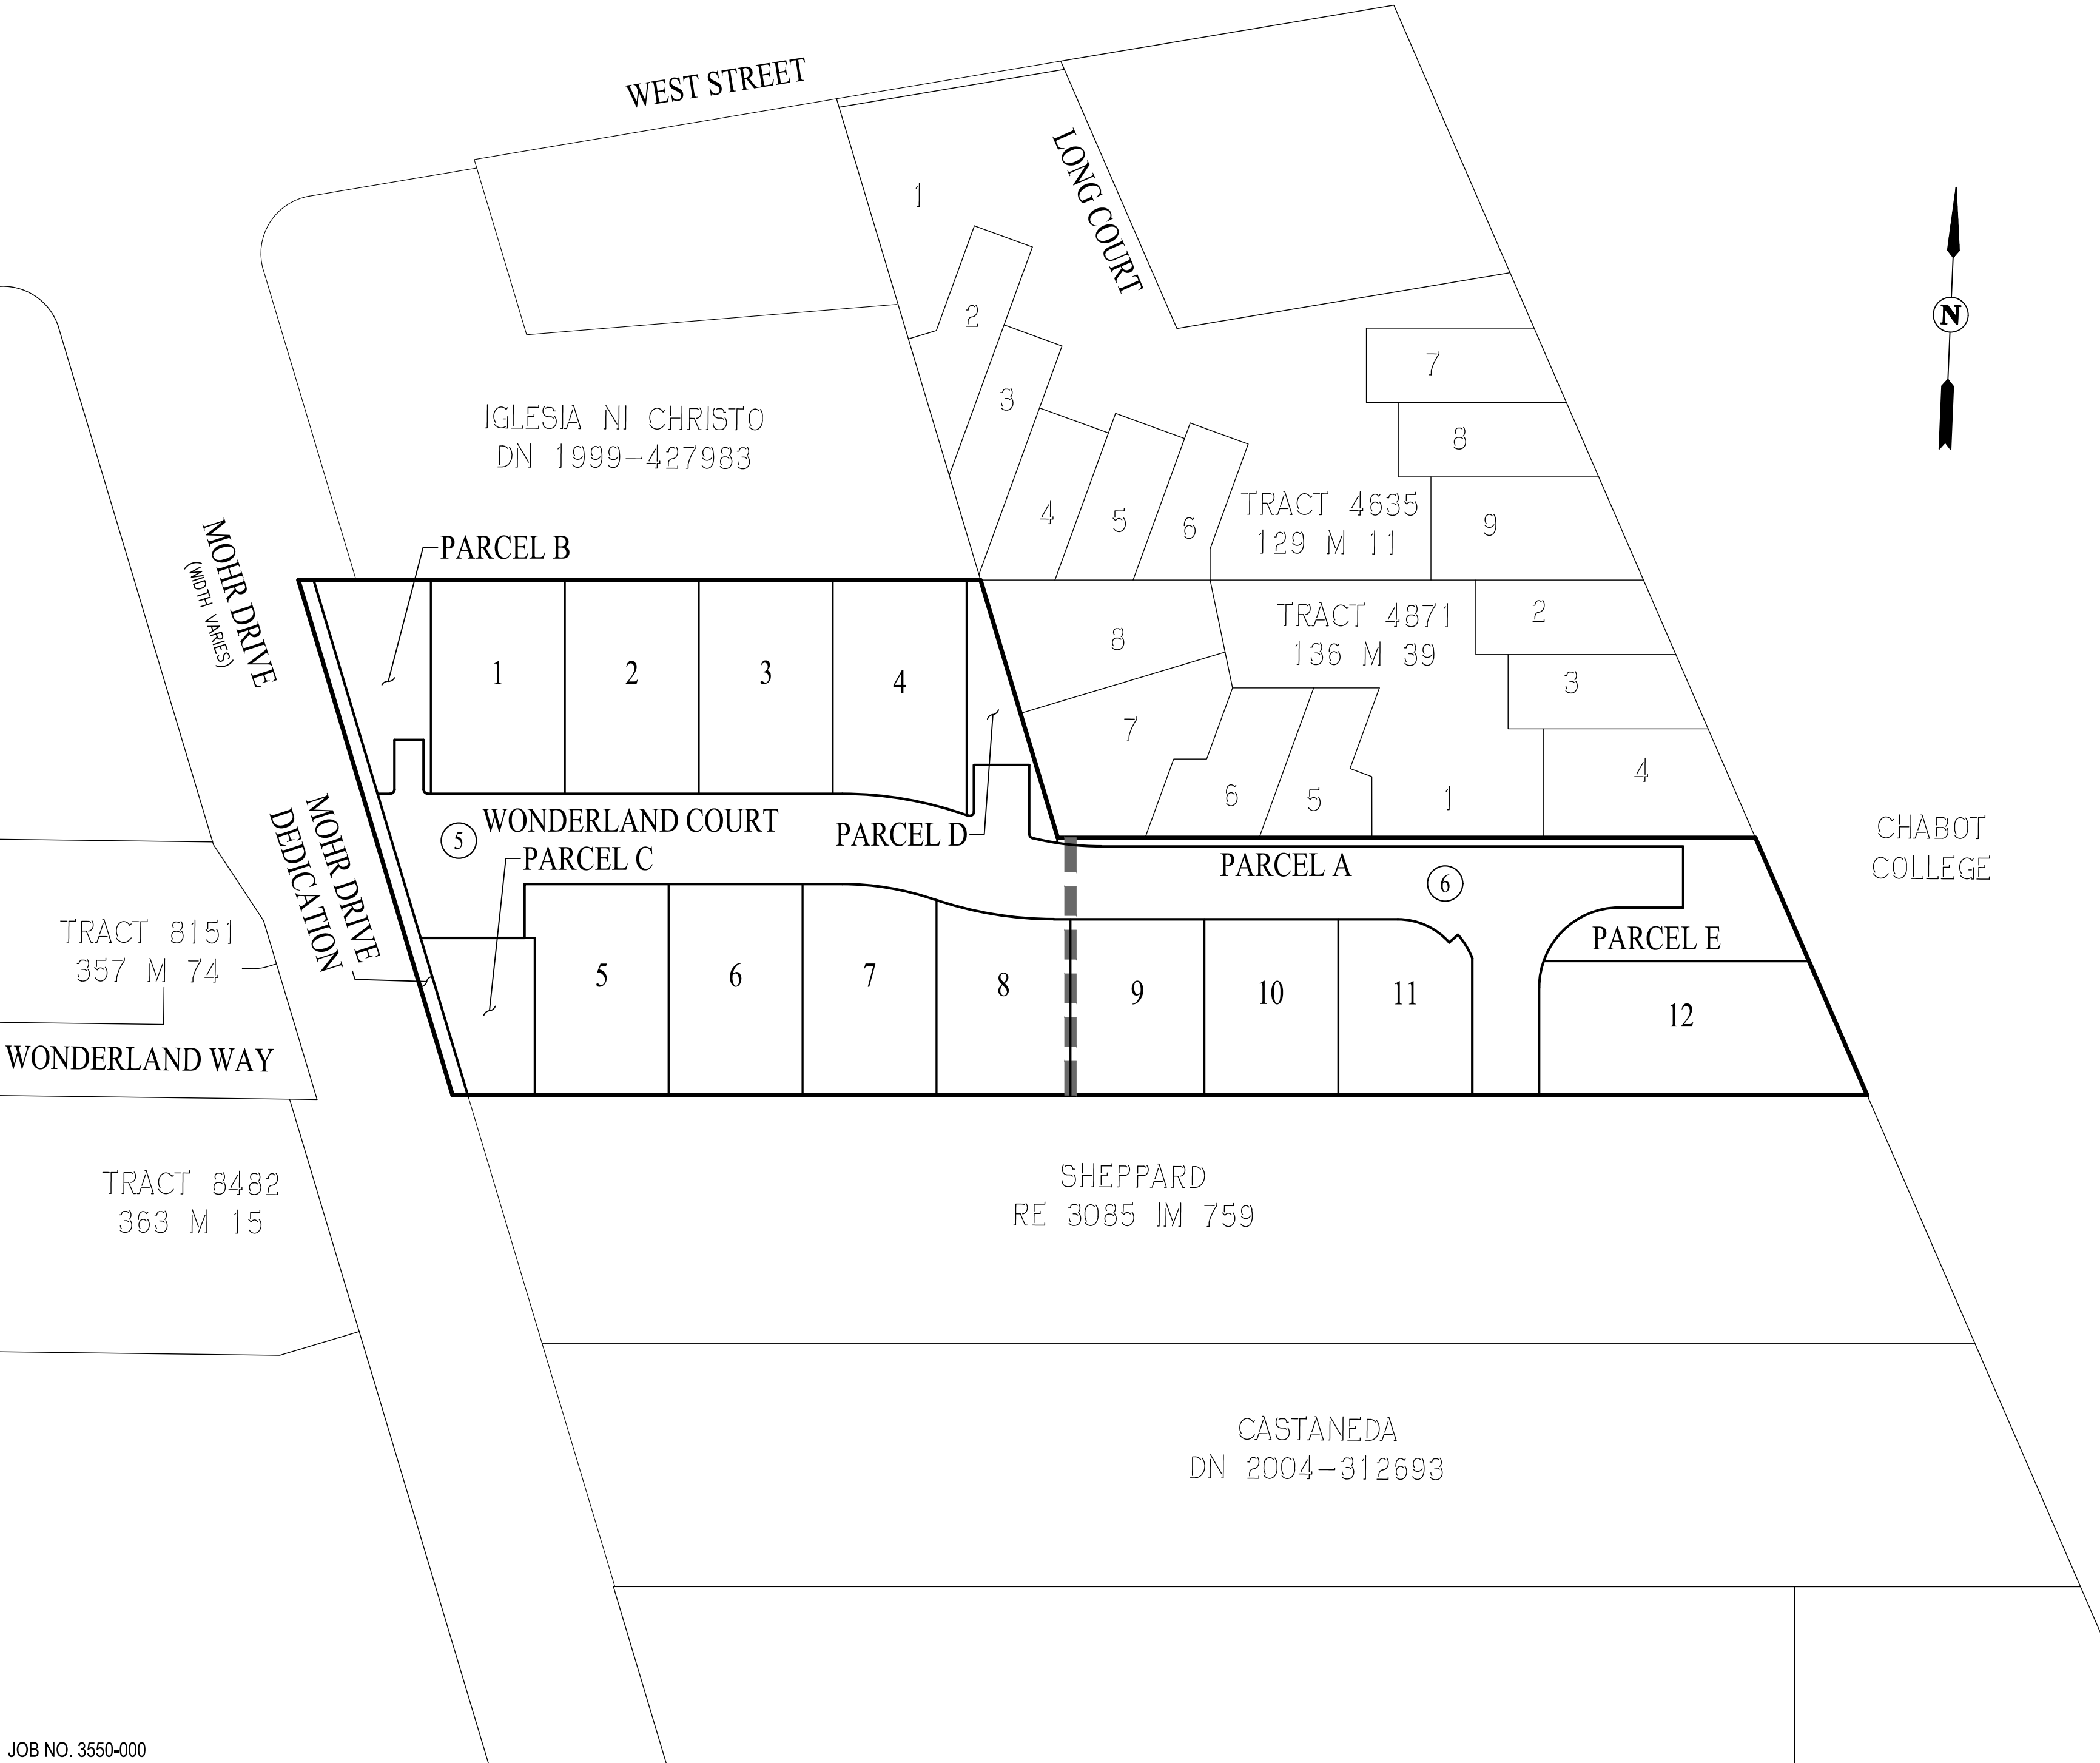 WEST STREET
LONG COURT
1
2
3
4
5
6
7
8
9
N
IGLESIA NI CHRISTO
DN 1999-427983
TRACT 4635
129 M 11
MOHR DRIVE
(WIDTH VARIES)
PARCEL B
1
2
3
4
TRACT 4871
136 M 39
8
7
6
5
1
2
3
4
CHABOT
COLLEGE
MOHR DRIVE
DEDICATION
5
WONDERLAND COURT
PARCEL C
PARCEL D
PARCEL A
6
PARCEL E
5
6
7
8
9
10
11
12
TRACT 8151
357 M 74
WONDERLAND WAY
TRACT 8482
363 M 15
SHEPPARD
RE 3085 IM 759
CASTANEDA
DN 2004-312693
JOB NO. 3550-000